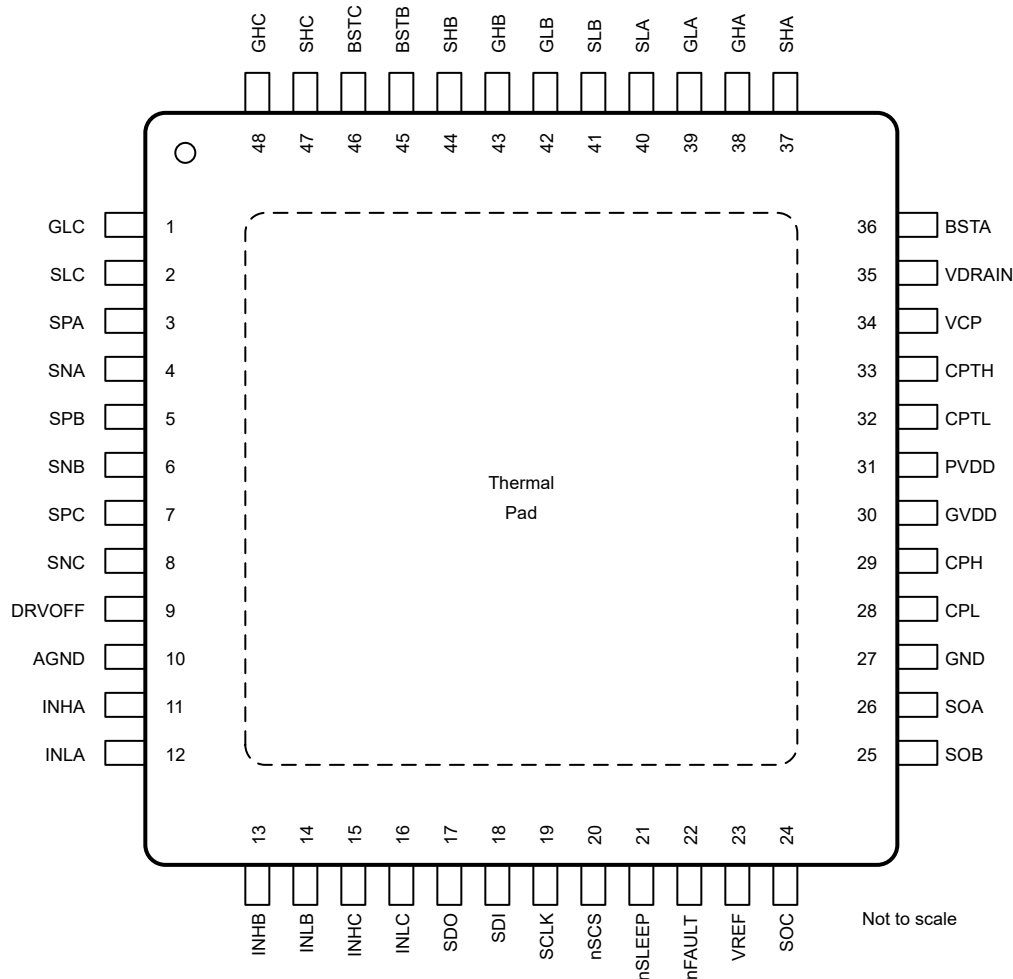 GHC SHC BSTC BSTB SHB GHB GLB SLB SLA GLA GHA SHA
48 47 46 45 44 43 42 41 40 39 38 37
GLC 1 36 BSTA
SLC 2 35 VDRAIN
SPA 3 34 VCP
SNA 4 33 CPTH
SPB 5 32 CPTL
SNB 6 31 PVDD
Thermal
Pad
SPC 7 30 GVDD
SNC 8 29 CPH
DRVOFF 9 28 CPL
AGND 10 27 GND
INHA 11 26 SOA
INLA 12 25 SOB
13 14 15 16 17 18 19 20 21 22 23 24
INHB INLB INHC INLC SDO SDI SCLK nSCS nSLEEP nFAULT VREF SOC
Not to scale